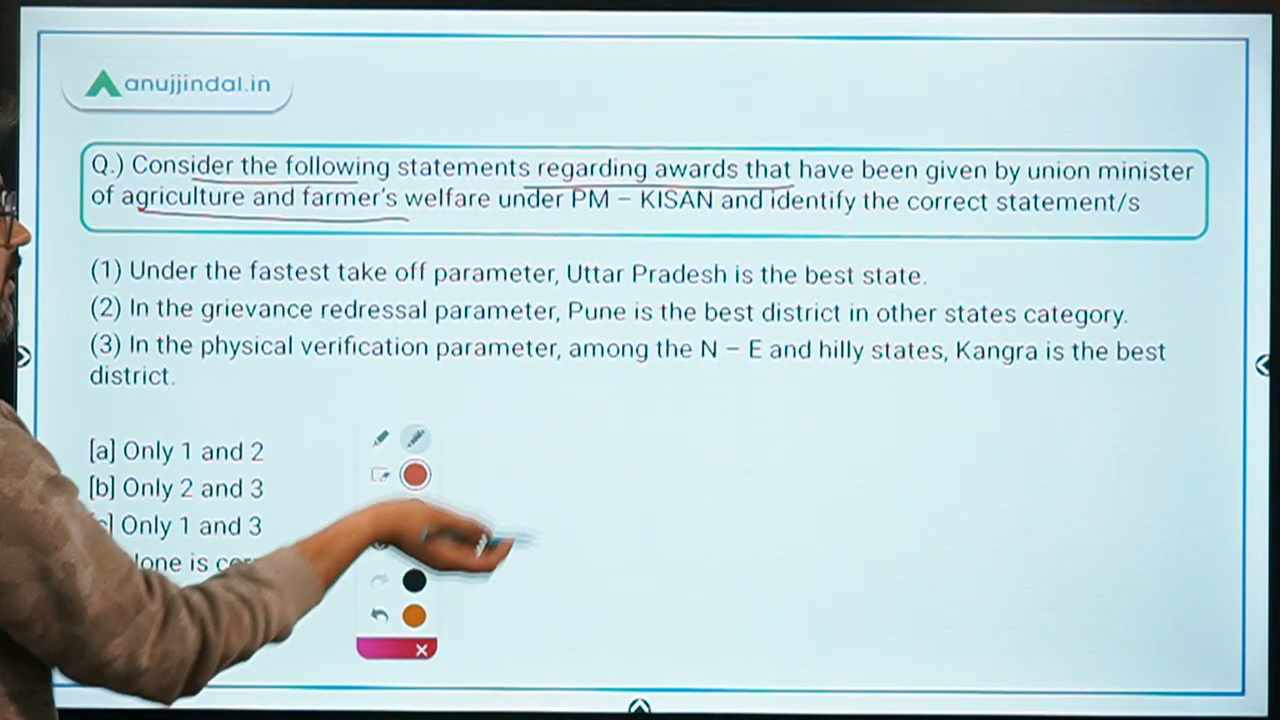 anujjindal.in
Q.) Consider the following statements regarding awards that have been given by union minister
of agriculture and farmer's welfare under PM – KISAN and identify the correct statement/s
(1) Under the fastest take off parameter, Uttar Pradesh is the best state.
(2) In the grievance redressal parameter, Pune is the best district in other states category.
(3) In the physical verification parameter, among the N – E and hilly states, Kangra is the best
district.
[a] Only 1 and 2
[b] Only 2 and 3
Only 1 and 3
is